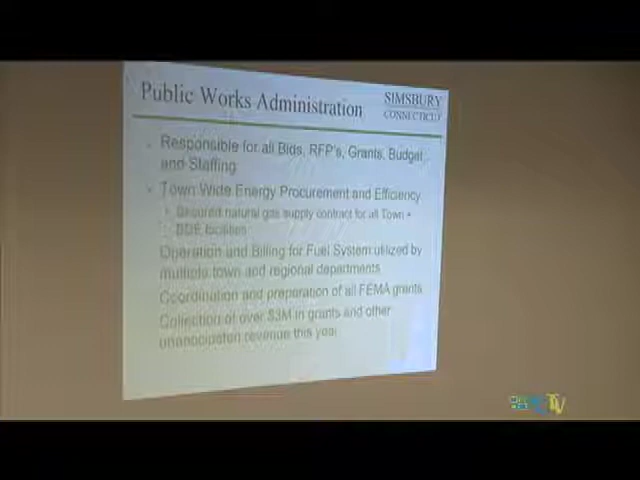 Public Works Administration
SIMSBURY
CONNECTICUT
Responsible for all Bids, RFP's, Grants, Budget,
and Staffing
Town Wide Energy Procurement and Efficiency
Secured natural gas supply contract for all Town +
BOE facilities
Operation and Billing for Fuel System utilized by
multiple town and regional departments
Coordination and preparation of all FEMA grants
Collection of over $3M in grants and other
unanticipated revenue this year
TV